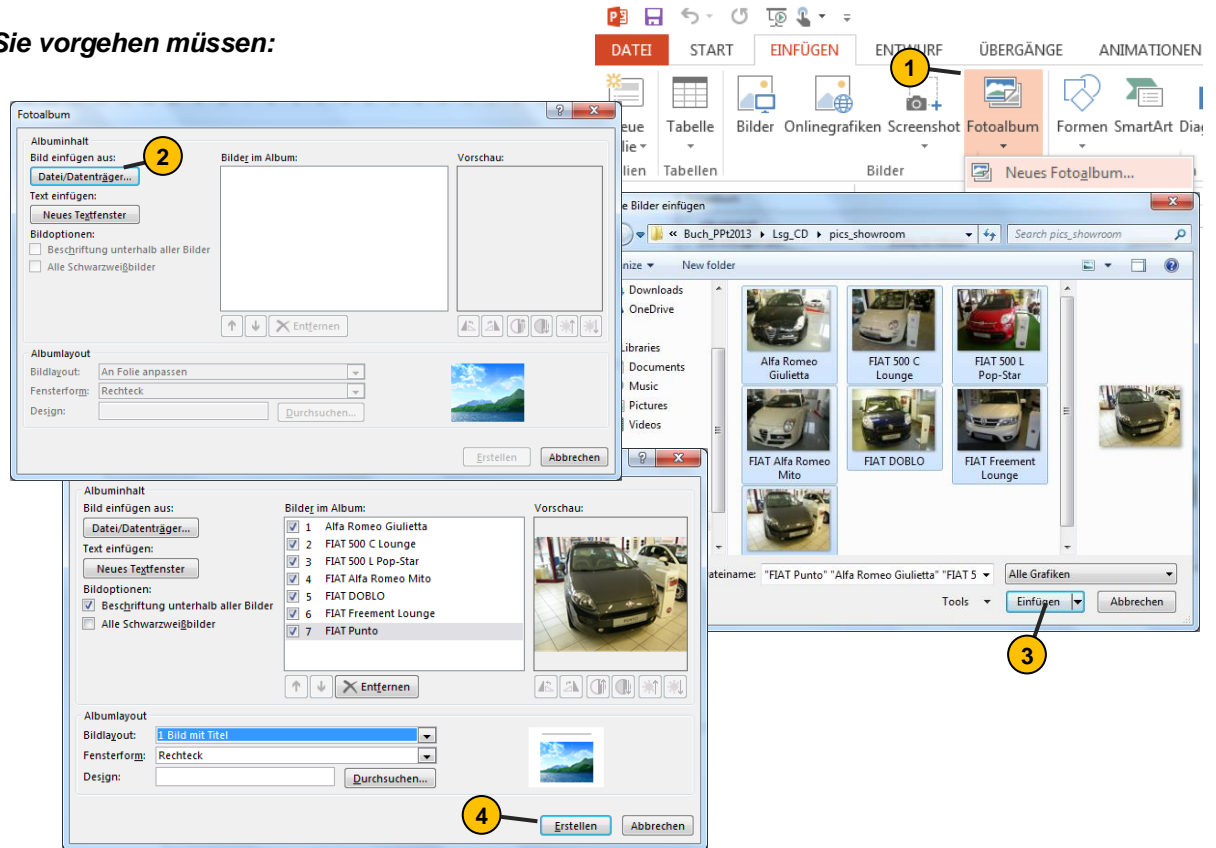 Sie vorgehen müssen:
DATEI START EINFÜGEN ENTWURF ÜBERGÄNGE ANIMATIONEN
1
Tabelle Bilder Onlinegrafiken Screenshot Fotoalbum Formen SmartArt
Tabellen Bilder
Neues Fotoalbum...
Fotoalbum
Albuminhalt
Bild einfügen aus: Bilder im Album: Vorschau:
2
Datei/Datenträger...
Text einfügen:
Neues Textfenster
Bildoptionen:
Beschriftung unterhalb aller Bilder
Alle Schwarzweißbilder
Entfernen
Albumlayout
Bildlayout: An Folie anpassen
Fensterform: Rechteck
Design: Durchsuchen...
Erstellen Abbrechen
e Bilder einfügen
« Buch_PPt2013 Lsg_CD pics_showroom Search pics_showroom
nize New folder
Downloads
OneDrive
Libraries
Documents
Music
Pictures
Videos
Alfa Romeo Giulietta
FIAT 500 C Lounge
FIAT 500 L Pop-Star
FIAT Alfa Romeo Mito
FIAT DOBLO
FIAT Freement Lounge
ateiname: "FIAT Punto" "Alfa Romeo Giulietta" "FIAT 5 Alle Grafiken
Tools Einfügen Abbrechen
3
Albuminhalt
Bild einfügen aus: Bilder im Album: Vorschau:
Datei/Datenträger...
Text einfügen:
Neues Textfenster
Bildoptionen:
Beschriftung unterhalb aller Bilder
Alle Schwarzweißbilder
1 Alfa Romeo Giulietta
2 FIAT 500 C Lounge
3 FIAT 500 L Pop-Star
4 FIAT Alfa Romeo Mito
5 FIAT DOBLO
6 FIAT Freement Lounge
7 FIAT Punto
Entfernen
Albumlayout
Bildlayout: 1 Bild mit Titel
Fensterform: Rechteck
Design: Durchsuchen...
4
Erstellen Abbrechen